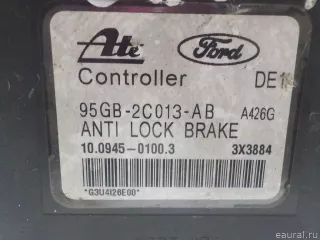 Ate Ford
Controller DE1
95GB-2C013-AB A426G
ANTI LOCK BRAKE
10.0945-0100.3 3X3884
*G3U4I26E00*
eaural.ru